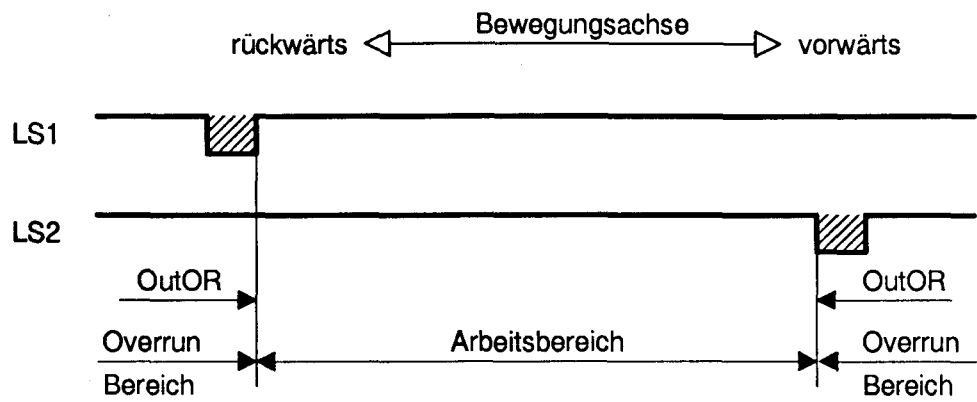 Bewegungsachse
rückwärts
vorwärts
LS1
LS2
OutOR
OutOR
Overrun
Arbeitsbereich
Overrun
Bereich
Bereich